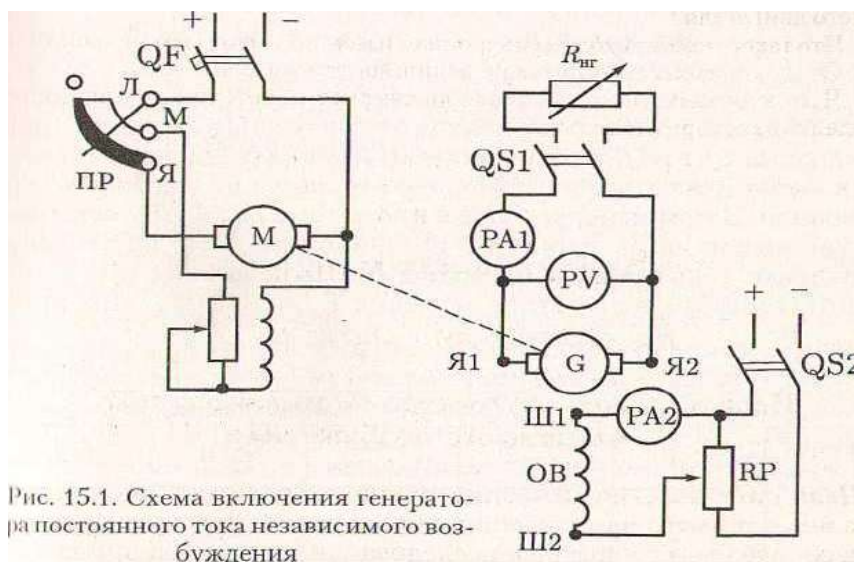 + −
QF
Л
М
ПР
Я
M
Rнг
QS1
PA1
PV
Я1
G
Я2
+ −
QS2
Ш1
PA2
ОВ
RP
Ш2
Рис. 15.1. Схема включения генерато-
ра постоянного тока независимого воз-
буждения